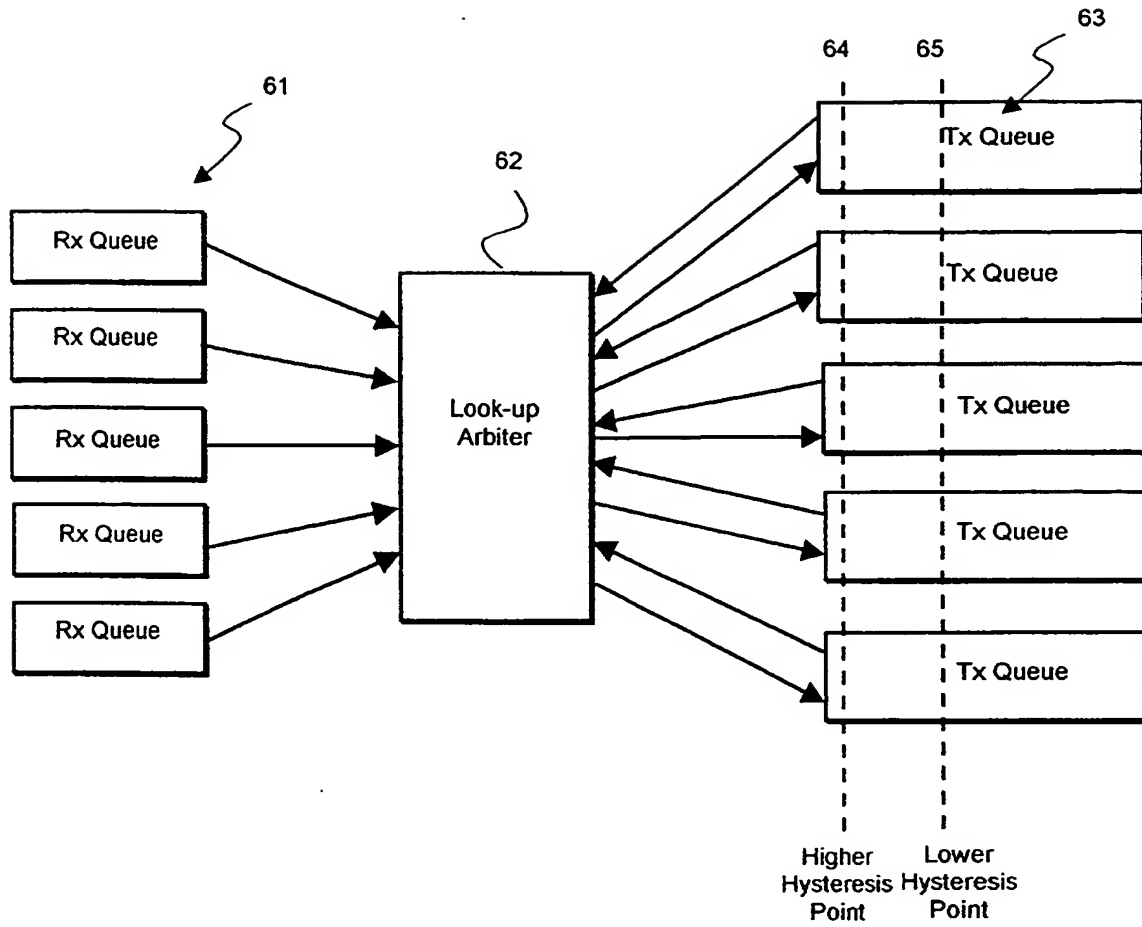 63
64
65
61
62
Tx Queue
Rx Queue
Tx Queue
Rx Queue
Look-up
Arbiter
Tx Queue
Rx Queue
Rx Queue
Tx Queue
Rx Queue
Tx Queue
Higher
Hysteresis
Point
Lower
Hysteresis
Point